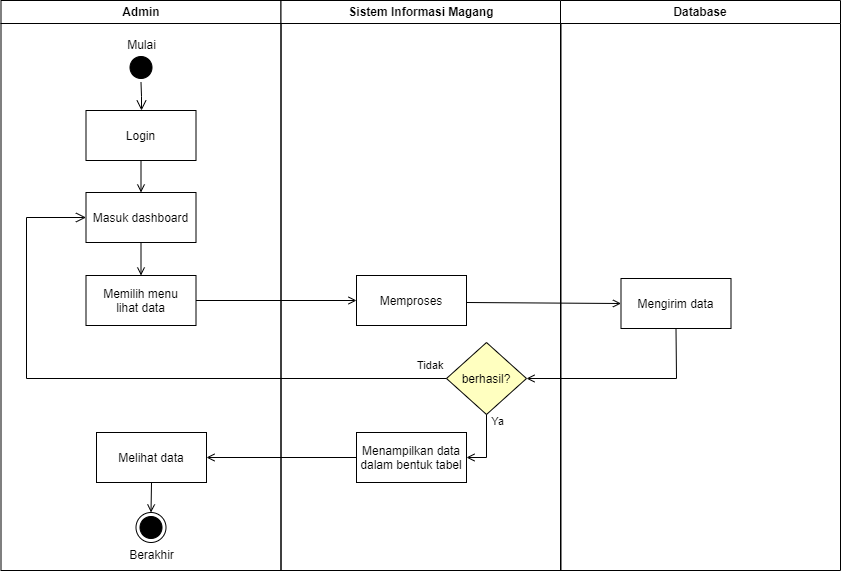 Admin
Sistem Informasi Magang
Database
Mulai
Login
Masuk dashboard
Memilih menu
lihat data
Memproses
Mengirim data
Tidak
berhasil?
Ya
Menampilkan data
dalam bentuk tabel
Melihat data
Berakhir